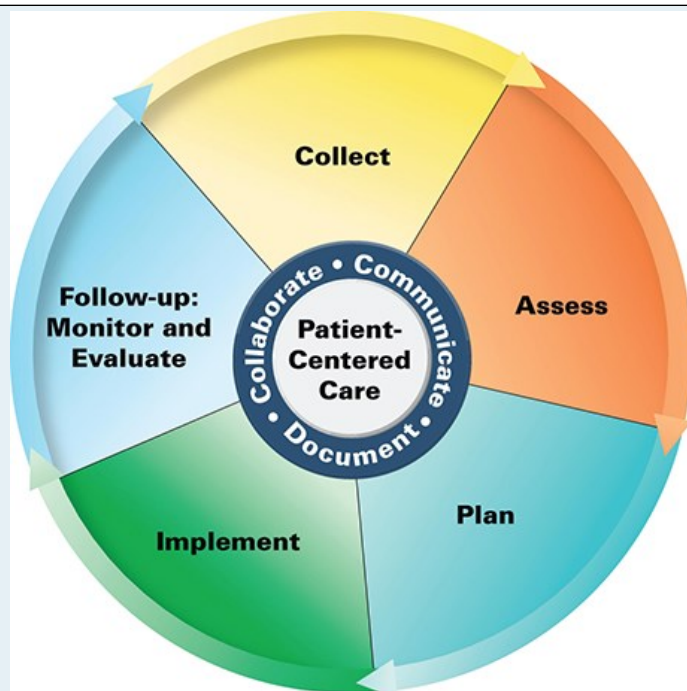 Collect
Assess
Plan
Implement
Follow-up:
Monitor and
Evaluate
Collaborate • Communicate • Document •
Patient-
Centered
Care